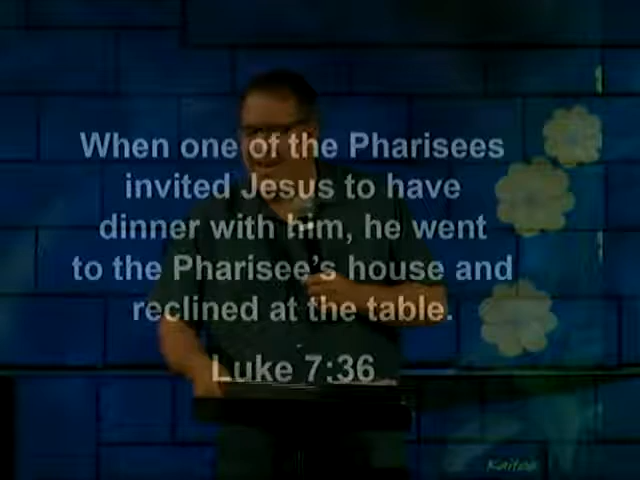 When one of the Pharisees
invited Jesus to have
dinner with him, he went
to the Pharisee's house and
reclined at the table.
Luke 7:36